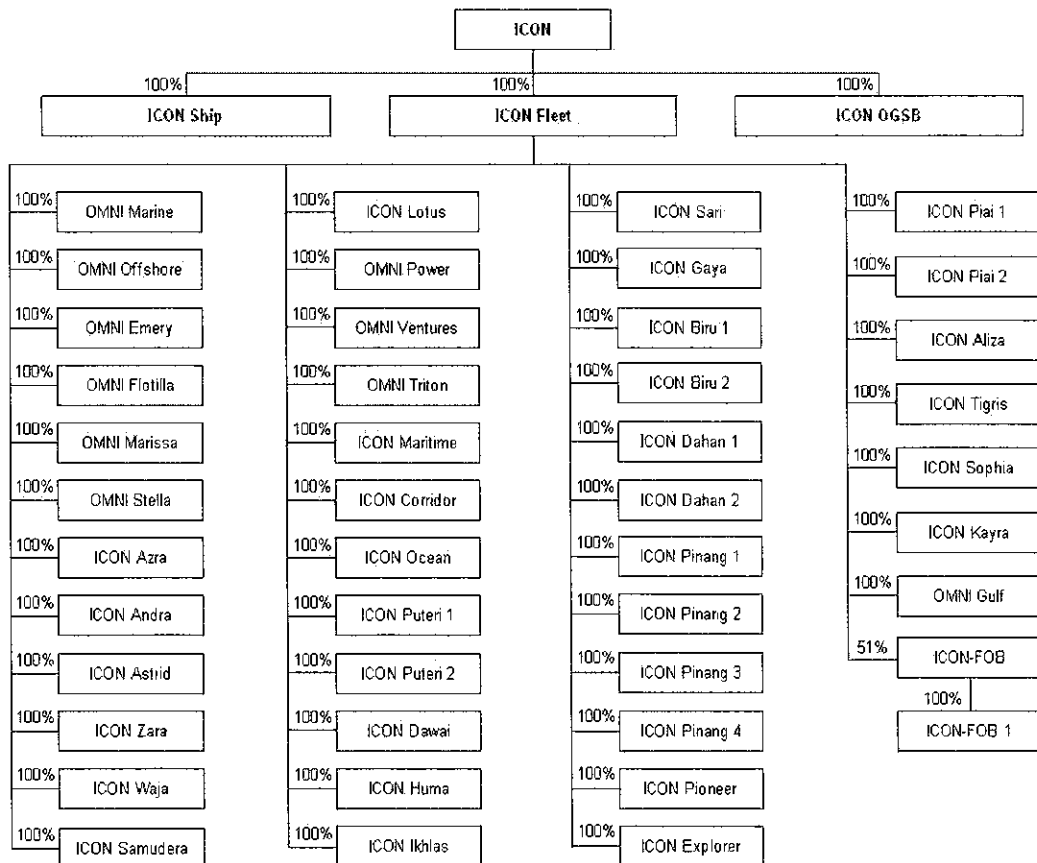 ICON
100%
100%
100%
ICON Ship
ICON Fleet
ICON OGSB
100%
OMNI Marine
100%
OMNI Offshore
100%
OMNI Emery
100%
OMNI Flotilla
100%
OMNI Marissa
100%
OMNI Stella
100%
ICON Azra
100%
ICON Andra
100%
ICON Astrid
100%
ICON Zara
100%
ICON Waja
100%
ICON Samudera
100%
ICON Lotus
100%
OMNI Power
100%
OMNI Ventures
100%
OMNI Triton
100%
ICON Maritime
100%
ICON Corridor
100%
ICON Ocean
100%
ICON Puteri 1
100%
ICON Puteri 2
100%
ICON Dawai
100%
ICON Huma
100%
ICON Ikhlas
100%
ICON Sari
100%
ICON Gaya
100%
ICON Biru 1
100%
ICON Biru 2
100%
ICON Dahan 1
100%
ICON Dahan 2
100%
ICON Pinang 1
100%
ICON Pinang 2
100%
ICON Pinang 3
100%
ICON Pinang 4
100%
ICON Pioneer
100%
ICON Explorer
100%
ICON Piai 1
100%
ICON Piai 2
100%
ICON Aliza
100%
ICON Tigris
100%
ICON Sophia
100%
ICON Kayra
100%
OMNI Gulf
51%
ICON-FOB
100%
ICON-FOB 1